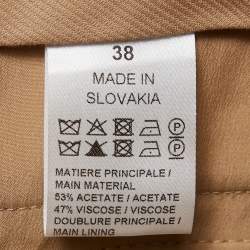 38
MADE IN
SLOVAKIA
P
P
MATIERE PRINCIPALE /
MAIN MATERIAL
53% ACETATE / ACETATE
47% VISCOSE / VISCOSE
DOUBLURE PRINCIPALE /
MAIN LINING